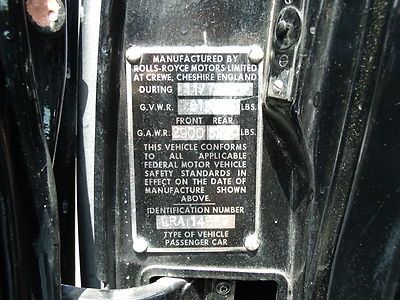 MANUFACTURED BY
ROLLS-ROYCE MOTORS LIMITED
AT CREWE, CHESHIRE ENGLAND
DURING
G.V.W.R. LBS.
FRONT REAR
G.A.W.R. 2900 LBS.
THIS VEHICLE CONFORMS
TO ALL APPLICABLE
FEDERAL MOTOR VEHICLE
SAFETY STANDARDS IN
EFFECT ON THE DATE OF
MANUFACTURE SHOWN
ABOVE.
IDENTIFICATION NUMBER
TYPE OF VEHICLE
PASSENGER CAR